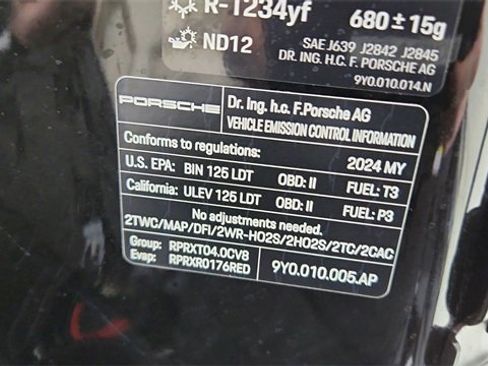 R-1234yf 680±15g
ND12 SAE J639 J2842 J2845
DR. ING. H.C. F. PORSCHE AG
9Y0.010.014.N
PORSCHE Dr. Ing. h.c. F.Porsche AG
VEHICLE EMISSION CONTROL INFORMATION
Conforms to regulations: 2024 MY
U.S. EPA: BIN 125 LDT OBD: II FUEL: T3
California: ULEV 125 LDT OBD: II FUEL: P3
No adjustments needed.
2TWC/MAP/DFI/2WR-HO2S/2HO2S/2TC/2CAC
Group: RPRXT04.0CV8
Evap: RPRXR0176RED 9Y0.010.005.AP